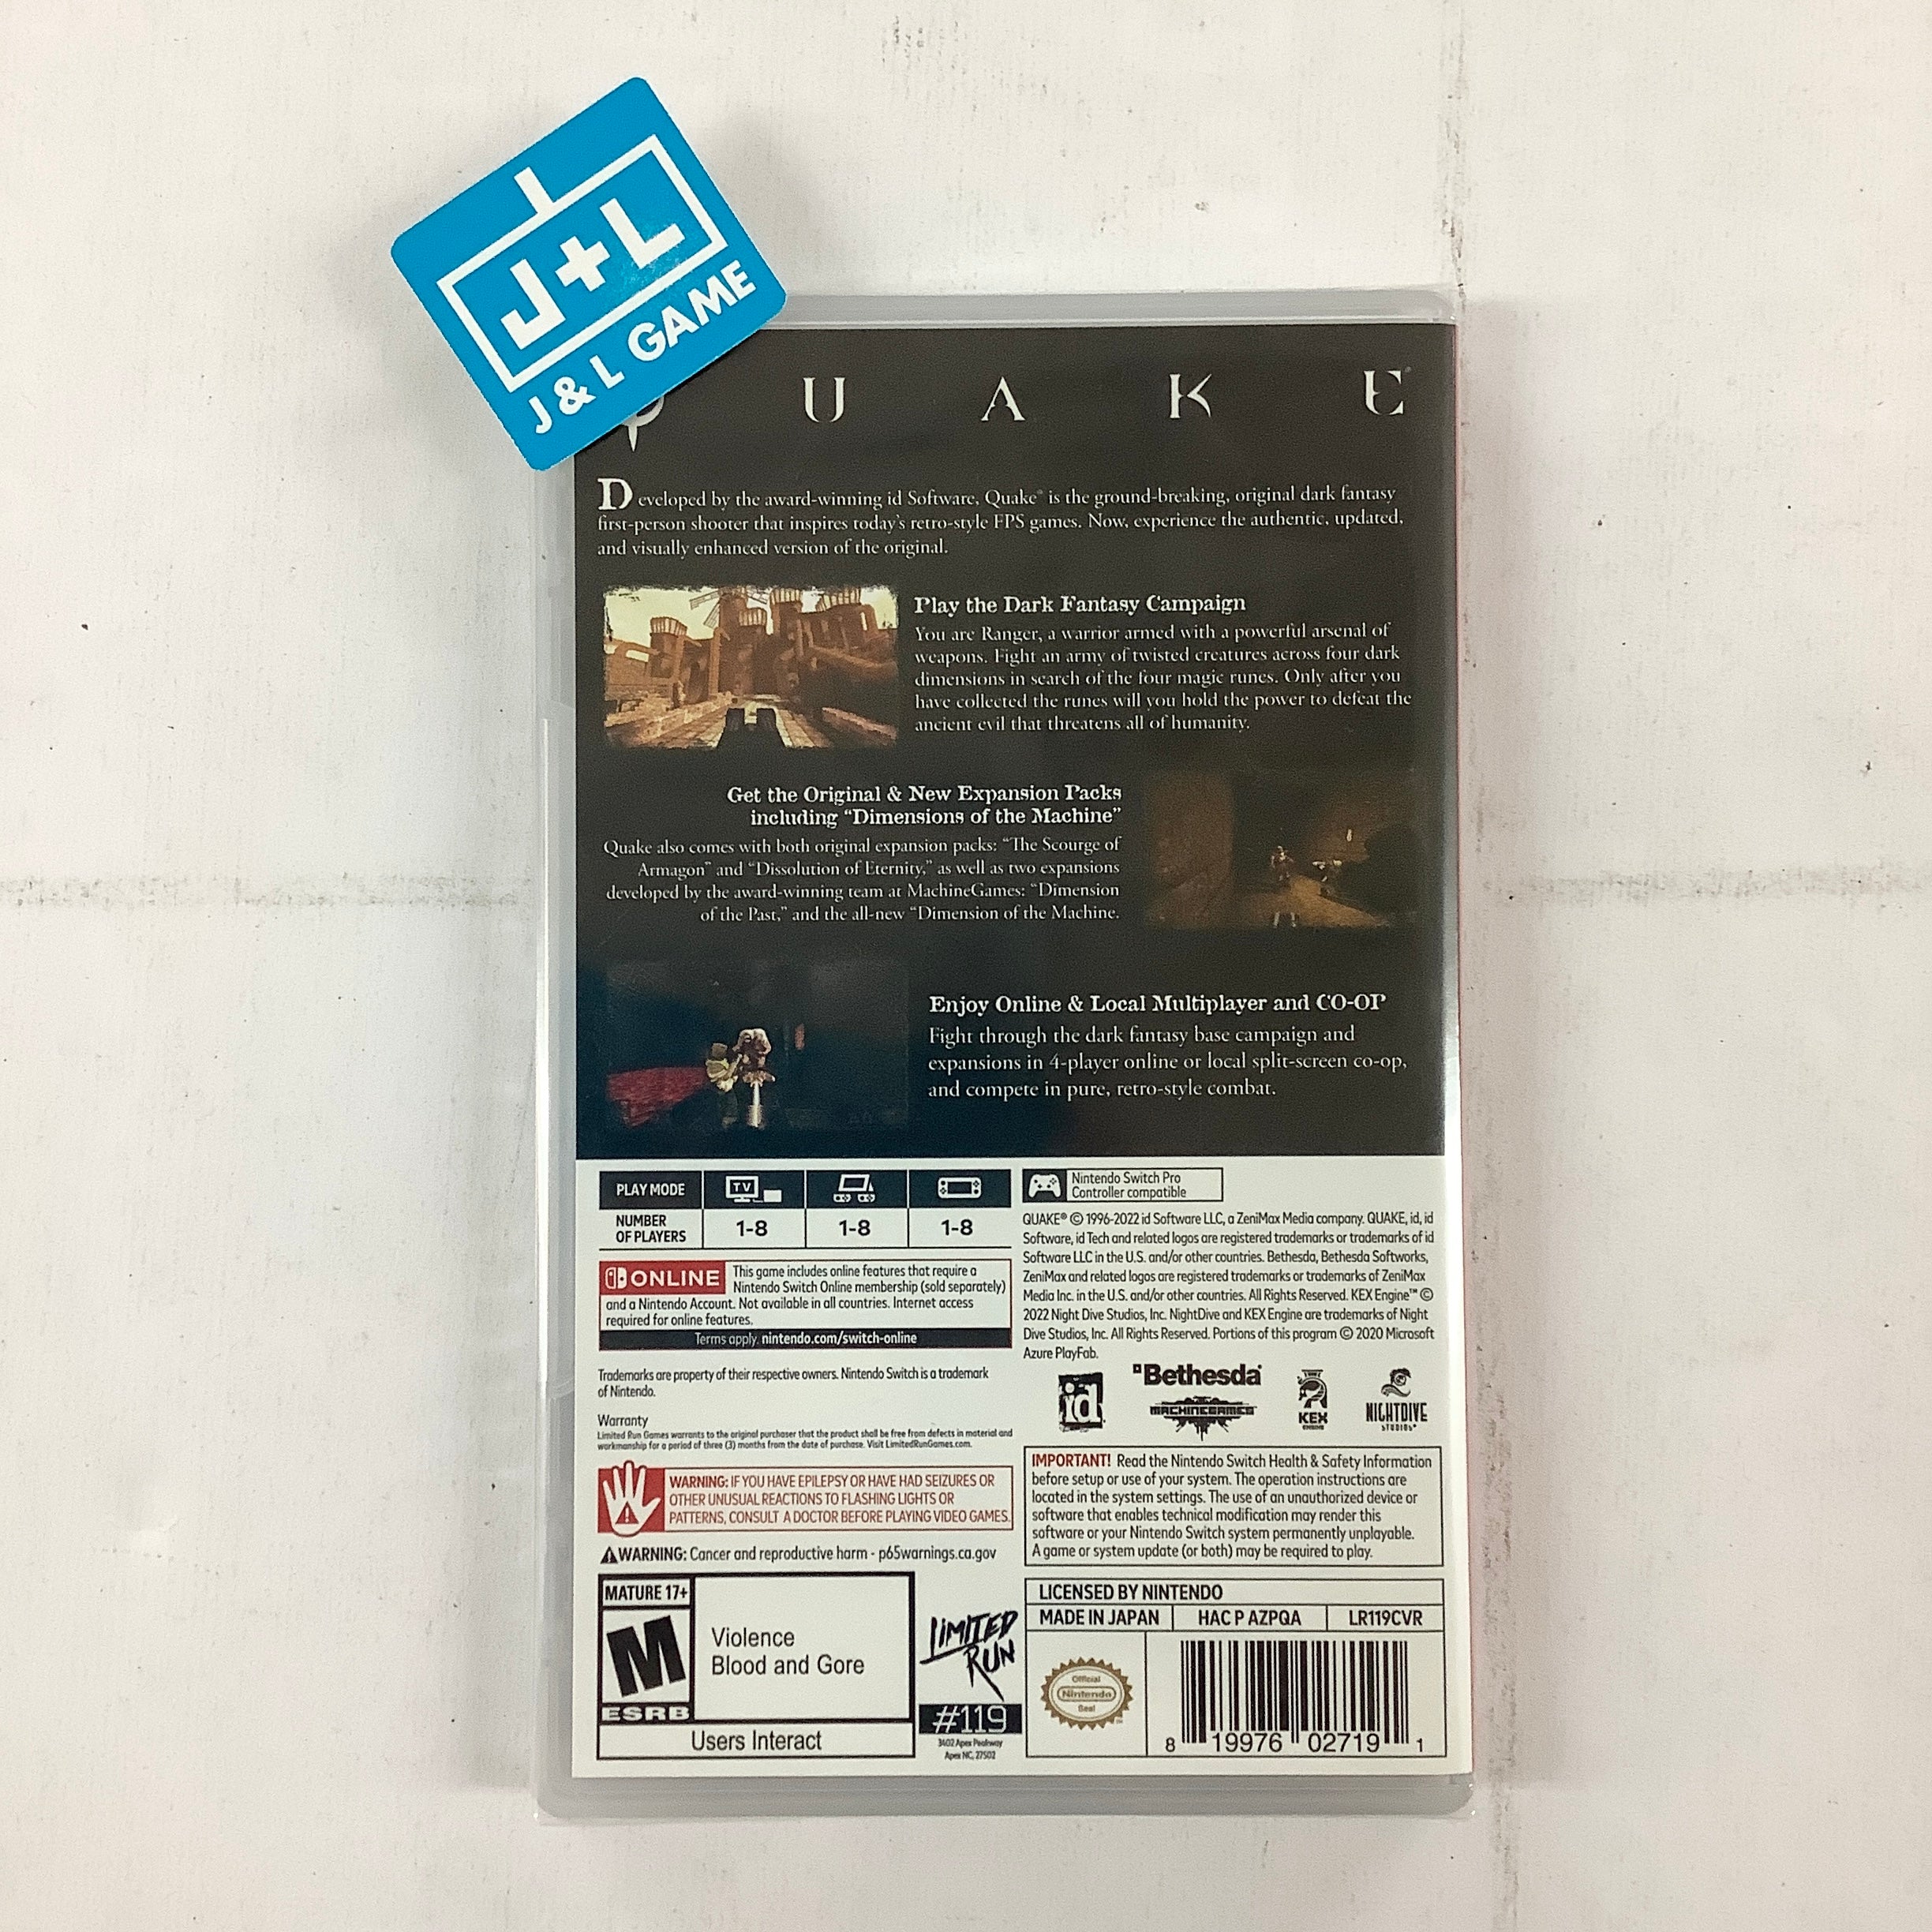 J+L
J & L GAME
QUAKE®
Developed by the award-winning id Software, Quake® is the ground-breaking, original dark fantasy
first-person shooter that inspires today's retro-style FPS games. Now, experience the authentic, updated,
and visually enhanced version of the original.
Play the Dark Fantasy Campaign
You are Ranger, a warrior armed with a powerful arsenal of
weapons. Fight an army of twisted creatures across four dark
dimensions in search of the four magic runes. Only after you
have collected the runes will you hold the power to defeat the
ancient evil that threatens all of humanity.
Get the Original & New Expansion Packs
including “Dimensions of the Machine”
Quake also comes with both original expansion packs: “The Scourge of
Armagon” and “Dissolution of Eternity,” as well as two expansions
developed by the award-winning team at MachineGames: “Dimension
of the Past,” and the all-new “Dimension of the Machine.
Enjoy Online & Local Multiplayer and CO-OP
Fight through the dark fantasy base campaign and
expansions in 4-player online or local split-screen co-op,
and compete in pure, retro-style combat.
PLAY MODE TV
NUMBER
OF PLAYERS
1-8 1-8 1-8
Nintendo Switch Pro
Controller compatible
ONLINE
This game includes online features that require a
Nintendo Switch Online membership (sold separately)
and a Nintendo Account. Not available in all countries. Internet access
required for online features.
Terms apply. nintendo.com/switch-online
Trademarks are property of their respective owners. Nintendo Switch is a trademark
of Nintendo.
Warranty
Limited Run Games warrants to the original purchaser that the product shall be free from defects in material and
workmanship for a period of three (3) months from the date of purchase. Visit LimitedRunGames.com.
WARNING: IF YOU HAVE EPILEPSY OR HAVE HAD SEIZURES OR
OTHER UNUSUAL REACTIONS TO FLASHING LIGHTS OR
PATTERNS, CONSULT A DOCTOR BEFORE PLAYING VIDEO GAMES.
WARNING: Cancer and reproductive harm - p65warnings.ca.gov
QUAKE® © 1996-2022 id Software LLC, a ZeniMax Media company. QUAKE, id, id
Software, id Tech and related logos are registered trademarks or trademarks of id
Software LLC in the U.S. and/or other countries. Bethesda, Bethesda Softworks,
ZeniMax and related logos are registered trademarks or trademarks of ZeniMax
Media Inc. in the U.S. and/or other countries. All Rights Reserved. KEX Engine™ ©
2022 Night Dive Studios, Inc. NightDive and KEX Engine are trademarks of Night
Dive Studios, Inc. All Rights Reserved. Portions of this program © 2020 Microsoft
Azure PlayFab.
id
Bethesda
MACHINEGAMES
KEX
ENGINE
NIGHTDIVE
STUDIOS
IMPORTANT! Read the Nintendo Switch Health & Safety Information
before setup or use of your system. The operation instructions are
located in the system settings. The use of an unauthorized device or
software that enables technical modification may render this
software or your Nintendo Switch system permanently unplayable.
A game or system update (or both) may be required to play.
MATURE 17+
M
ESRB
Violence
Blood and Gore
Users Interact
LIMITED
RUN
#119
3402 Apex Peakway
Apex NC, 27502
LICENSED BY NINTENDO
MADE IN JAPAN HAC P AZPQA LR119CVR
Official
Nintendo
Seal
8 19976 02719 1